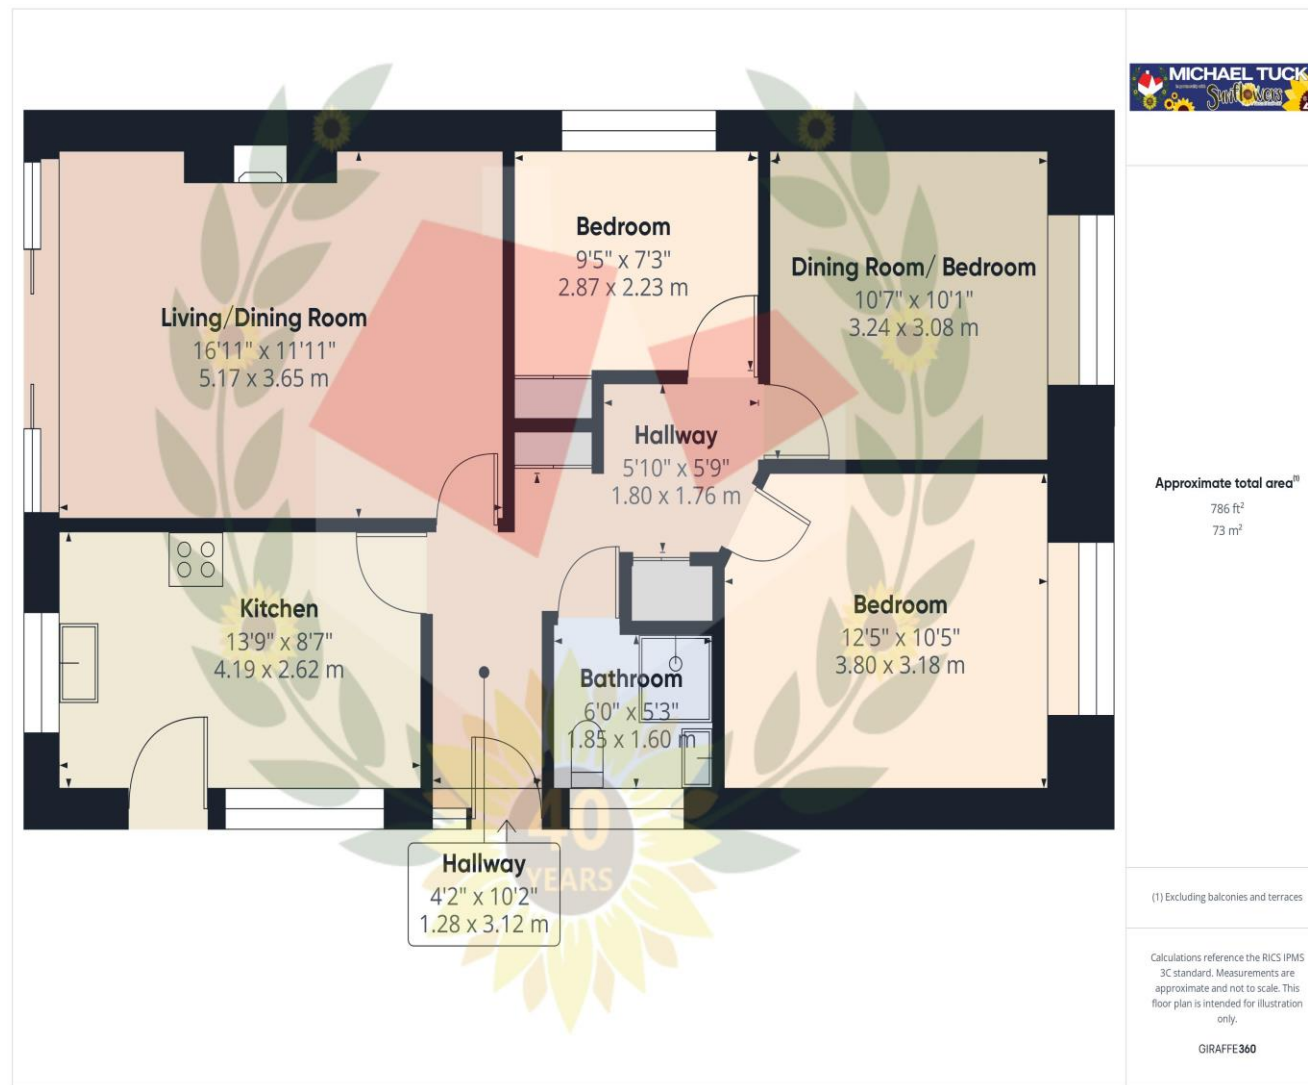 MICHAEL TUCK
Sunflowers
Bedroom
9'5" x 7'3"
2.87 x 2.23 m
Dining Room/ Bedroom
10'7" x 10'1"
3.24 x 3.08 m
Living/Dining Room
16'11" x 11'11"
5.17 x 3.65 m
Hallway
5'10" x 5'9"
1.80 x 1.76 m
Kitchen
13'9" x 8'7"
4.19 x 2.62 m
Bedroom
12'5" x 10'5"
3.80 x 3.18 m
Bathroom
6'0" x 5'3"
1.85 x 1.60 m
40
YEARS
Hallway
4'2" x 10'2"
1.28 x 3.12 m
Approximate total area(1)
786 ft²
73 m²
(1) Excluding balconies and terraces
Calculations reference the RICS IPMS
3C standard. Measurements are
approximate and not to scale. This
floor plan is intended for illustration
only.
GIRAFFE360